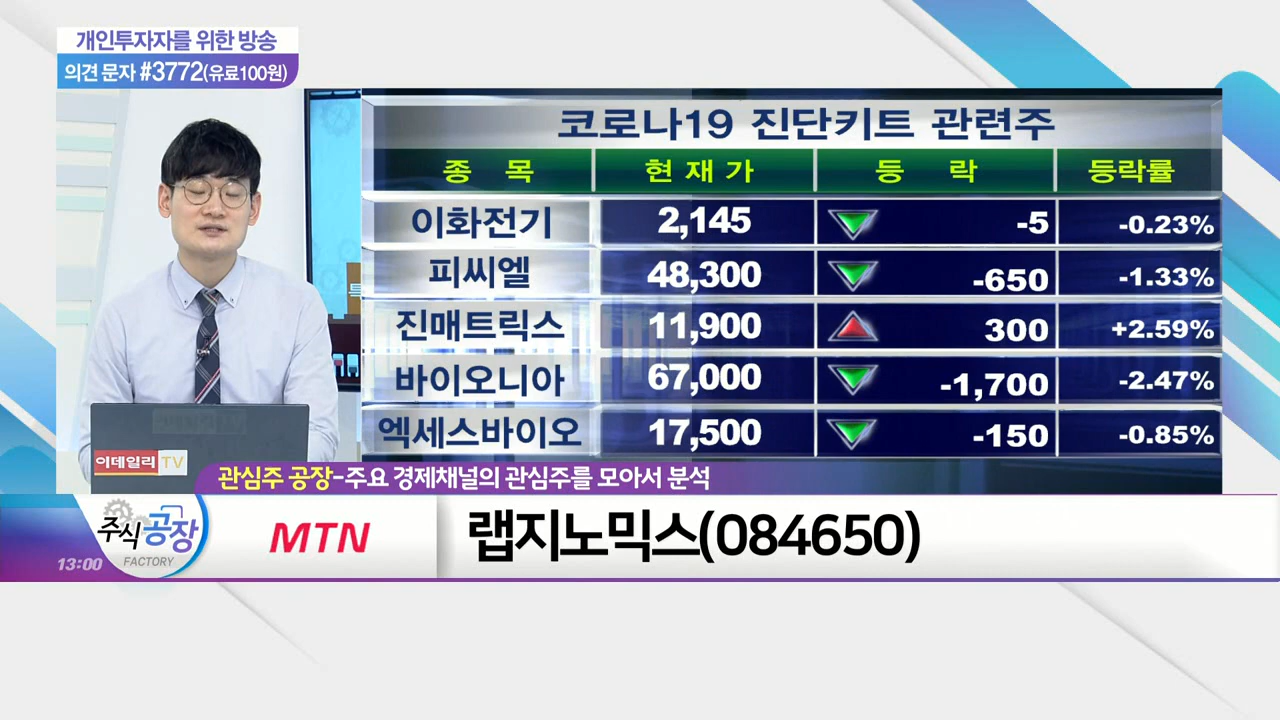 개인투자자를 위한 방송
의견 문자 #3772(유료100원)
코로나19 진단키트 관련주
종 목 현 재 가 등 락 등락률
이화전기 2,145 -5 -0.23%
피씨엘 48,300 -650 -1.33%
진매트릭스 11,900 300 +2.59%
바이오니아 67,000 -1,700 -2.47%
엑세스바이오 17,500 -150 -0.85%
이데일리TV
관심주 공장-주요 경제채널의 관심주를 모아서 분석
주식공장
FACTORY
13:00
MTN
랩지노믹스(084650)